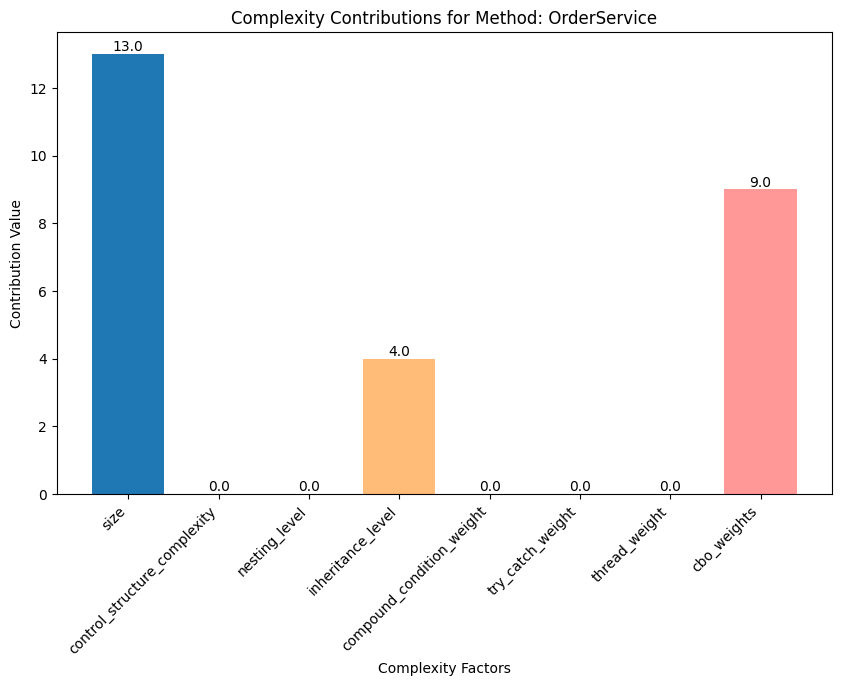 Complexity Contributions for Method: OrderService
Contribution Value
12
10
8
6
4
2
0
13.0
0.0
0.0
4.0
0.0
0.0
0.0
9.0
size
control_structure_complexity
nesting_level
inheritance_level
compound_condition_weight
try_catch_weight
thread_weight
cbo_weights
Complexity Factors